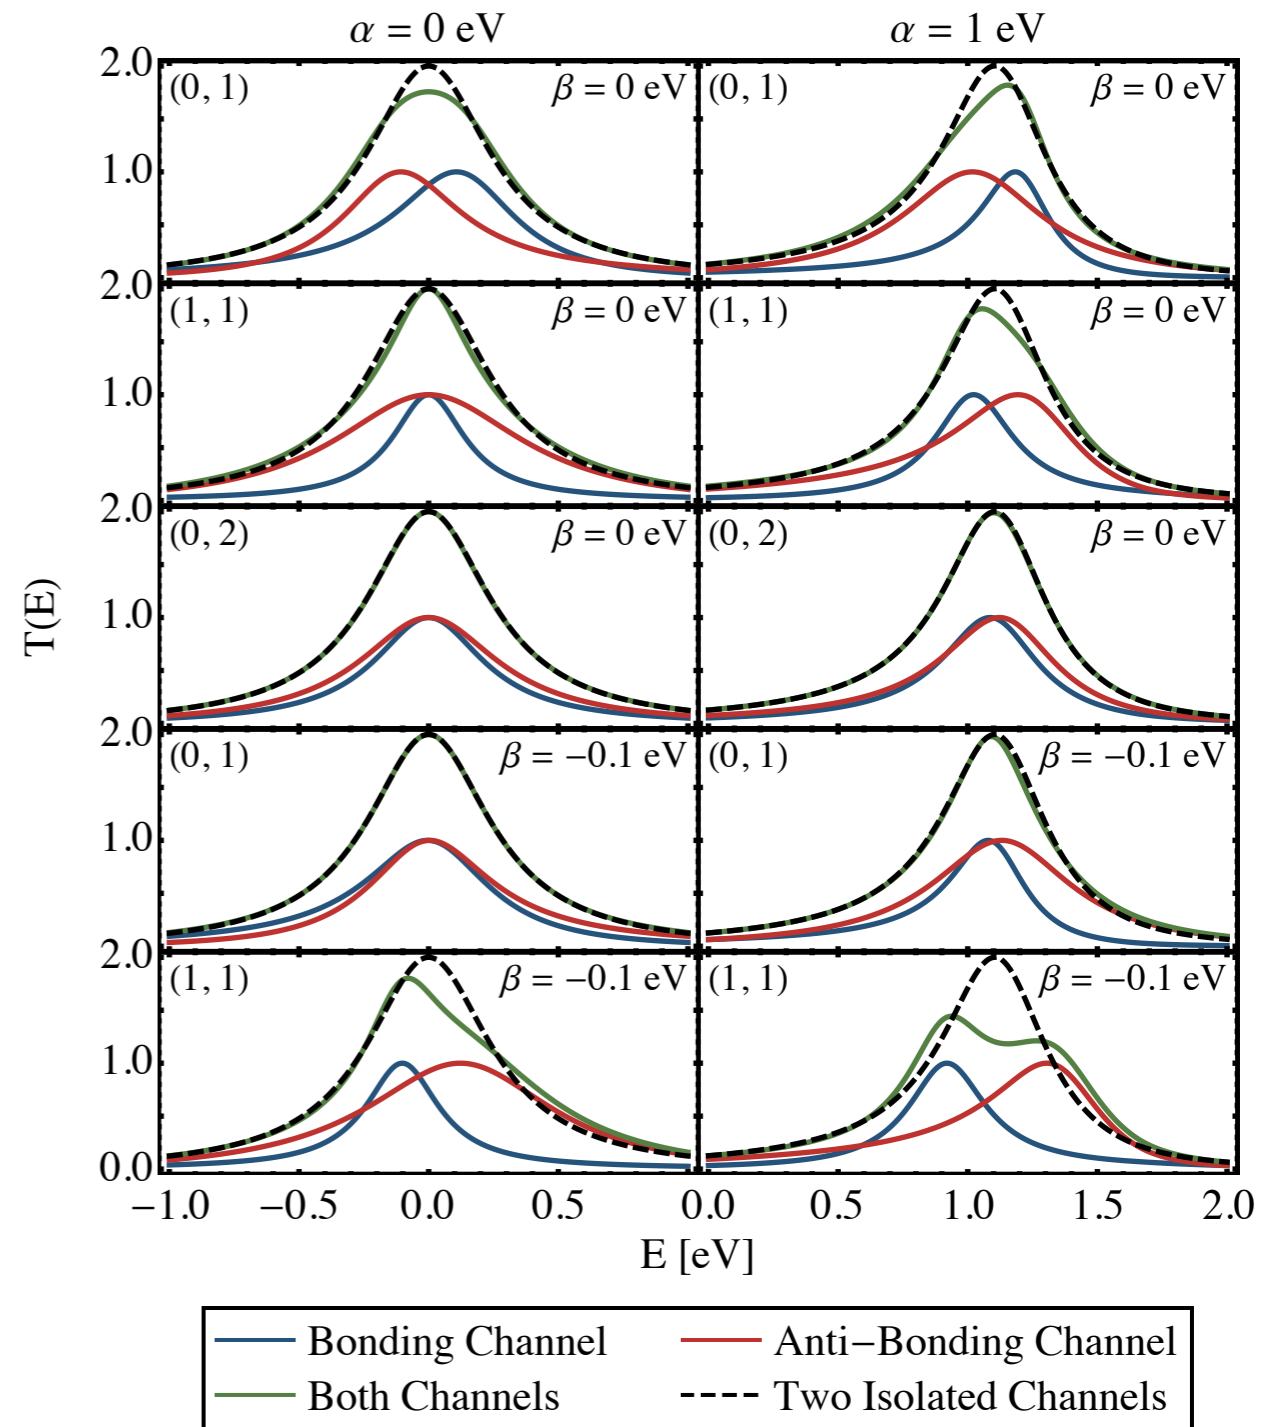 α = 0 eV α = 1 eV
2.0 (0, 1) β = 0 eV (0, 1) β = 0 eV
1.0
2.0 (1, 1) β = 0 eV (1, 1) β = 0 eV
1.0
2.0 (0, 2) β = 0 eV (0, 2) β = 0 eV
T(E)
1.0
2.0 (0, 1) β = −0.1 eV (0, 1) β = −0.1 eV
1.0
2.0 (1, 1) β = −0.1 eV (1, 1) β = −0.1 eV
1.0
0.0
−1.0 −0.5 0.0 0.5 0.0 0.5 1.0 1.5 2.0
E [eV]
Bonding Channel Anti−Bonding Channel
Both Channels Two Isolated Channels